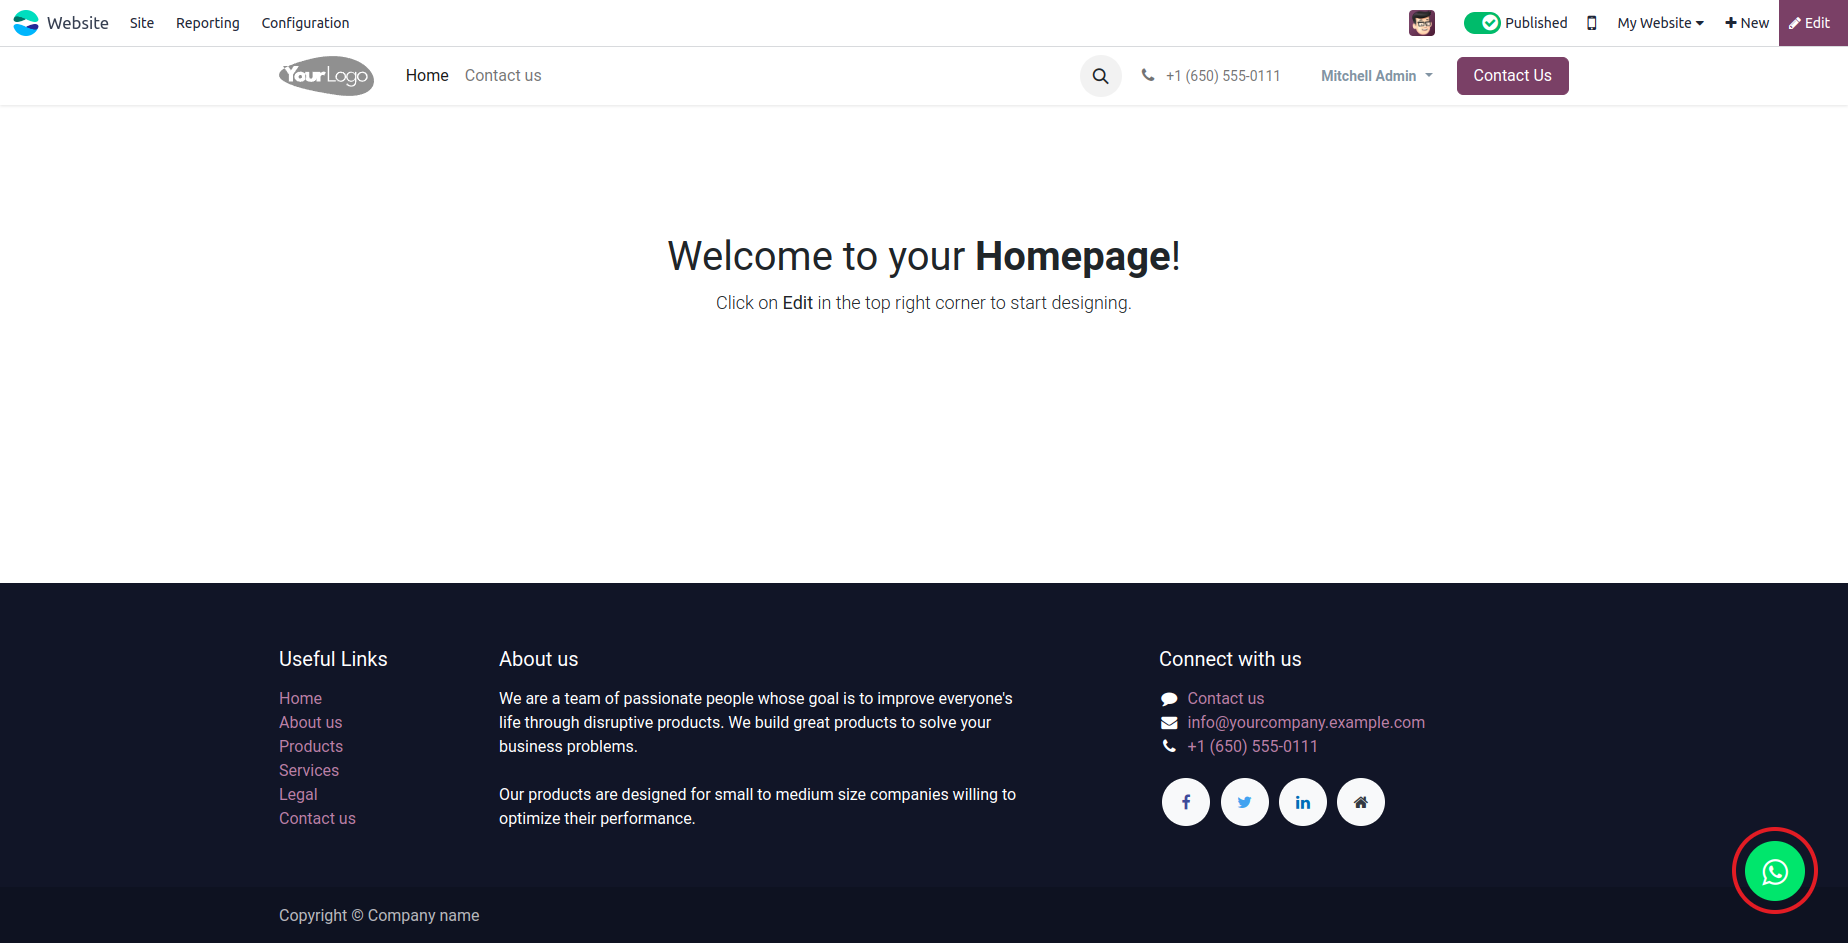 Website Site Reporting Configuration Published My Website New Edit
YourLogo Home Contact us +1 (650) 555-0111 Mitchell Admin Contact Us
Welcome to your Homepage!
Click on Edit in the top right corner to start designing.
Useful Links
Home
About us
Products
Services
Legal
Contact us
About us
We are a team of passionate people whose goal is to improve everyone's
life through disruptive products. We build great products to solve your
business problems.
Our products are designed for small to medium size companies willing to
optimize their performance.
Connect with us
Contact us
info@yourcompany.example.com
+1 (650) 555-0111
Copyright © Company name